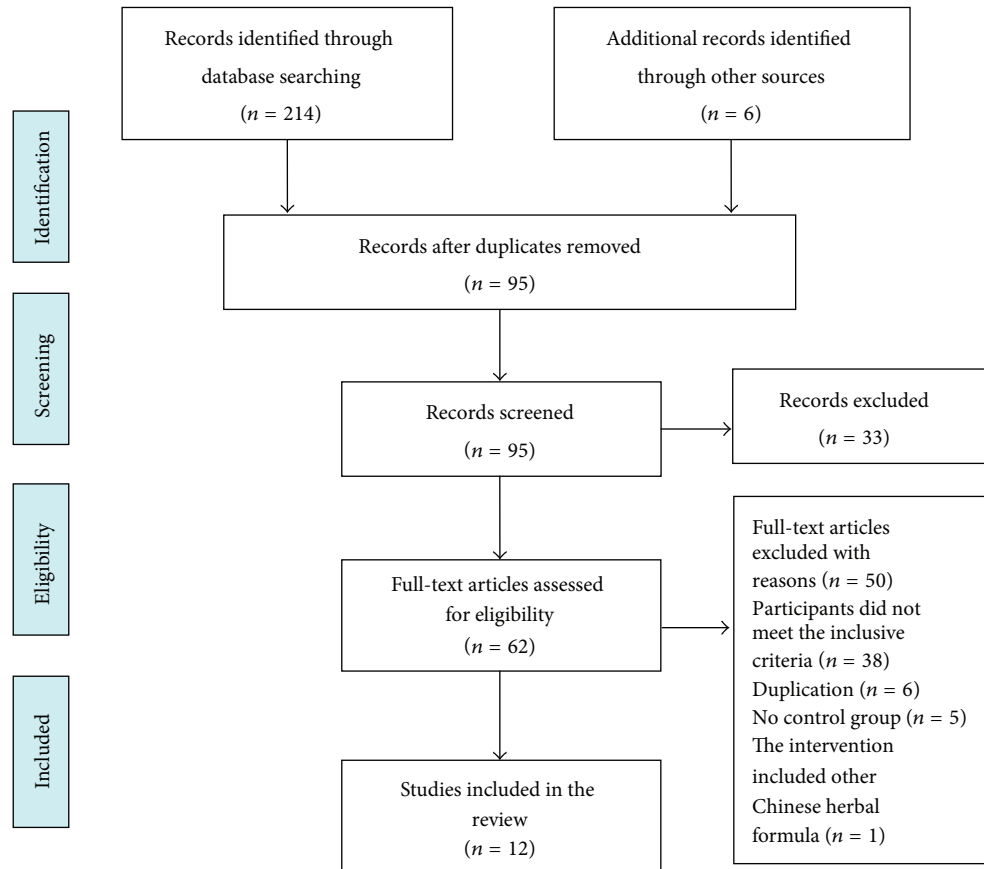 Records identified through
database searching
(n = 214)
Additional records identified
through other sources
(n = 6)
Identification
Records after duplicates removed
(n = 95)
Screening
Records screened
(n = 95)
Records excluded
(n = 33)
Eligibility
Full-text articles assessed
for eligibility
(n = 62)
Full-text articles
excluded with
reasons (n = 50)
Participants did not
meet the inclusive
criteria (n = 38)
Duplication (n = 6)
No control group (n = 5)
The intervention
included other
Chinese herbal
formula (n = 1)
Included
Studies included in the
review
(n = 12)